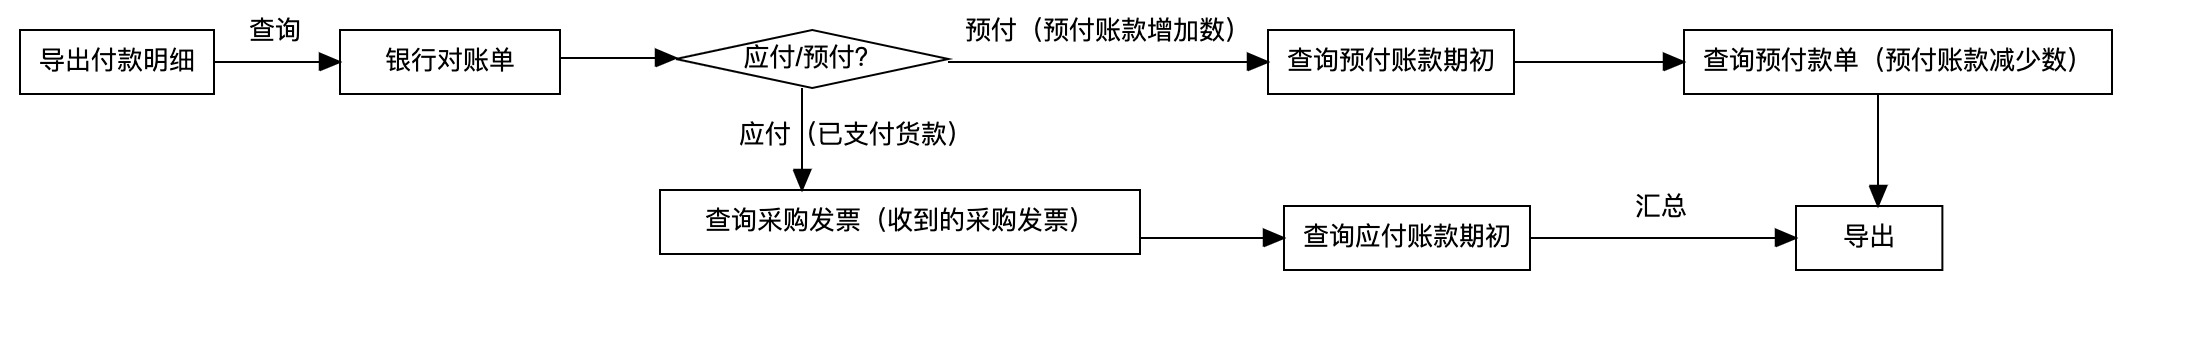 导出付款明细
查询
银行对账单
应付/预付?
预付（预付账款增加数）
查询预付账款期初
查询预付款单（预付账款减少数）
应付（已支付货款）
查询采购发票（收到的采购发票）
查询应付账款期初
汇总
导出